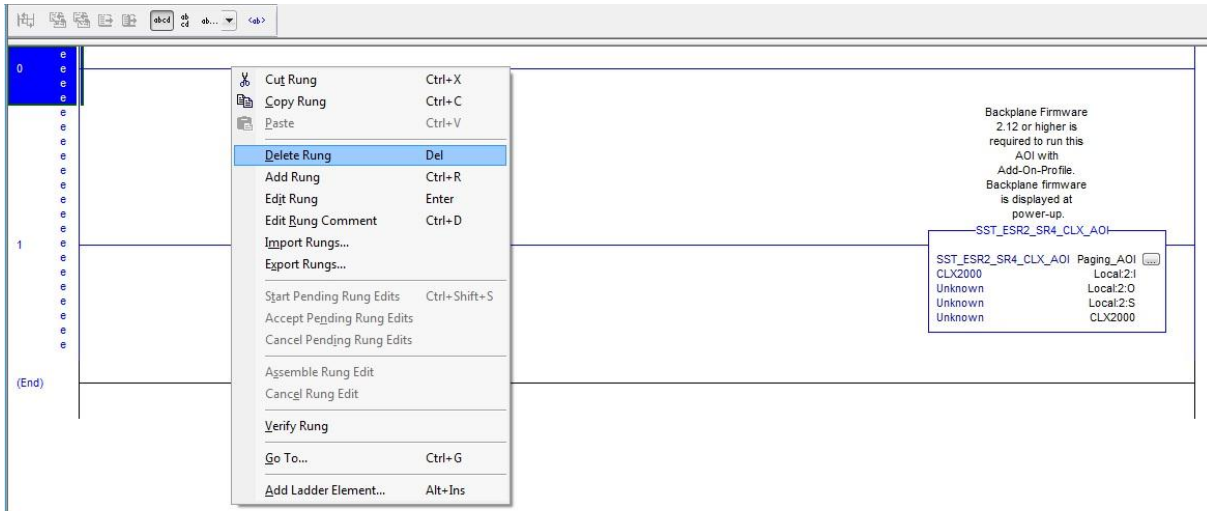 abcd
ab
cd
ab...
<ab>
e
0 e
e
e
e
e
e
e
e
e
e
e
e
1 e
e
e
e
e
e
e
e
(End)
Cut Rung Ctrl+X
Copy Rung Ctrl+C
Paste Ctrl+V
Delete Rung Del
Add Rung Ctrl+R
Edit Rung Enter
Edit Rung Comment Ctrl+D
Import Rungs...
Export Rungs...
Start Pending Rung Edits Ctrl+Shift+S
Accept Pending Rung Edits
Cancel Pending Rung Edits
Assemble Rung Edit
Cancel Rung Edit
Verify Rung
Go To... Ctrl+G
Add Ladder Element... Alt+Ins
Backplane Firmware
2.12 or higher is
required to run this
AOI with
Add-On-Profile.
Backplane firmware
is displayed at
power-up.
SST_ESR2_SR4_CLX_AOI
SST_ESR2_SR4_CLX_AOI Paging_AOI ...
CLX2000 Local:2:I
Unknown Local:2:O
Unknown Local:2:S
Unknown CLX2000